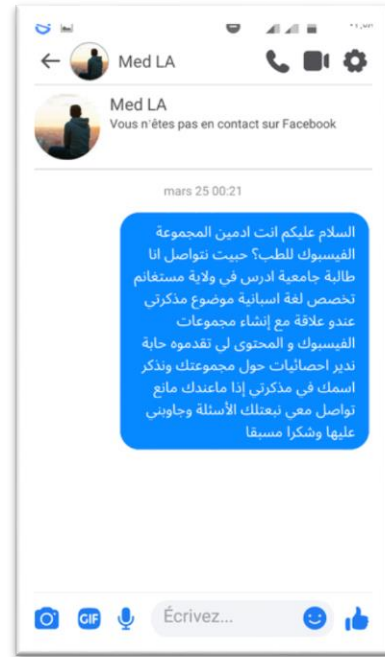 Med LA
Med LA
Vous n'êtes pas en contact sur Facebook
mars 25 00:21
السلام عليكم انت ادمين المجموعة
الفيسبوك للطب؟ حبيت نتواصل انا
طالبة جامعية ادرس في ولاية مستغانم
تخصص لغة اسبانية موضوع مذكرتي
عندو علاقة مع إنشاء مجموعات
الفيسبوك و المحتوى لي تقدموه حابة
ندير احصائيات حول مجموعتك ونذكر
اسمك في مذكرتي إذا ماعندك مانع
تواصل معي نبعتلك الأسئلة وجاوبني
عليها وشكرا مسبقا
GIF
Écrivez...